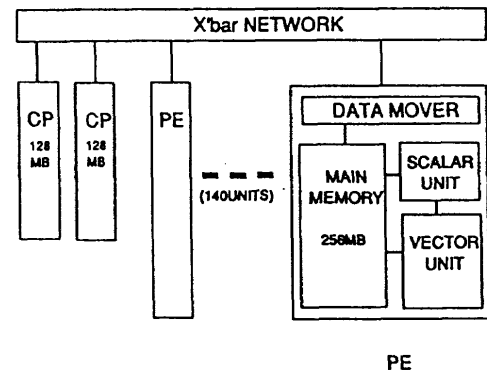 X'bar NETWORK
CP
128
MB
CP
128
MB
PE
(140UNITS)
DATA MOVER
MAIN
MEMORY
256MB
SCALAR
UNIT
VECTOR
UNIT
PE